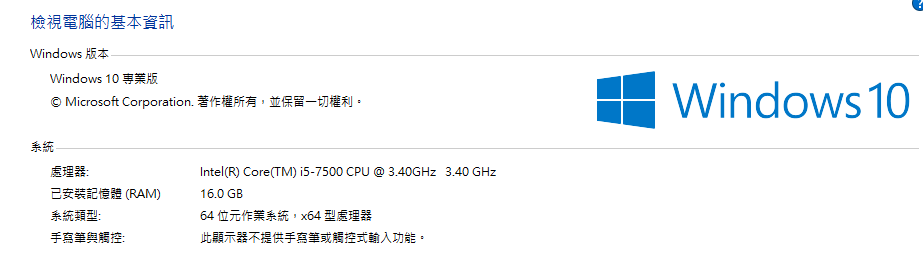 檢視電腦的基本資訊
Windows 版本
Windows 10 專業版
© Microsoft Corporation. 著作權所有，並保留一切權利。
Windows 10
系統
處理器: Intel(R) Core(TM) i5-7500 CPU @ 3.40GHz 3.40 GHz
已安裝記憶體 (RAM) 16.0 GB
系統類型: 64 位元作業系統，x64 型處理器
手寫筆與觸控: 此顯示器不提供手寫筆或觸控式輸入功能。